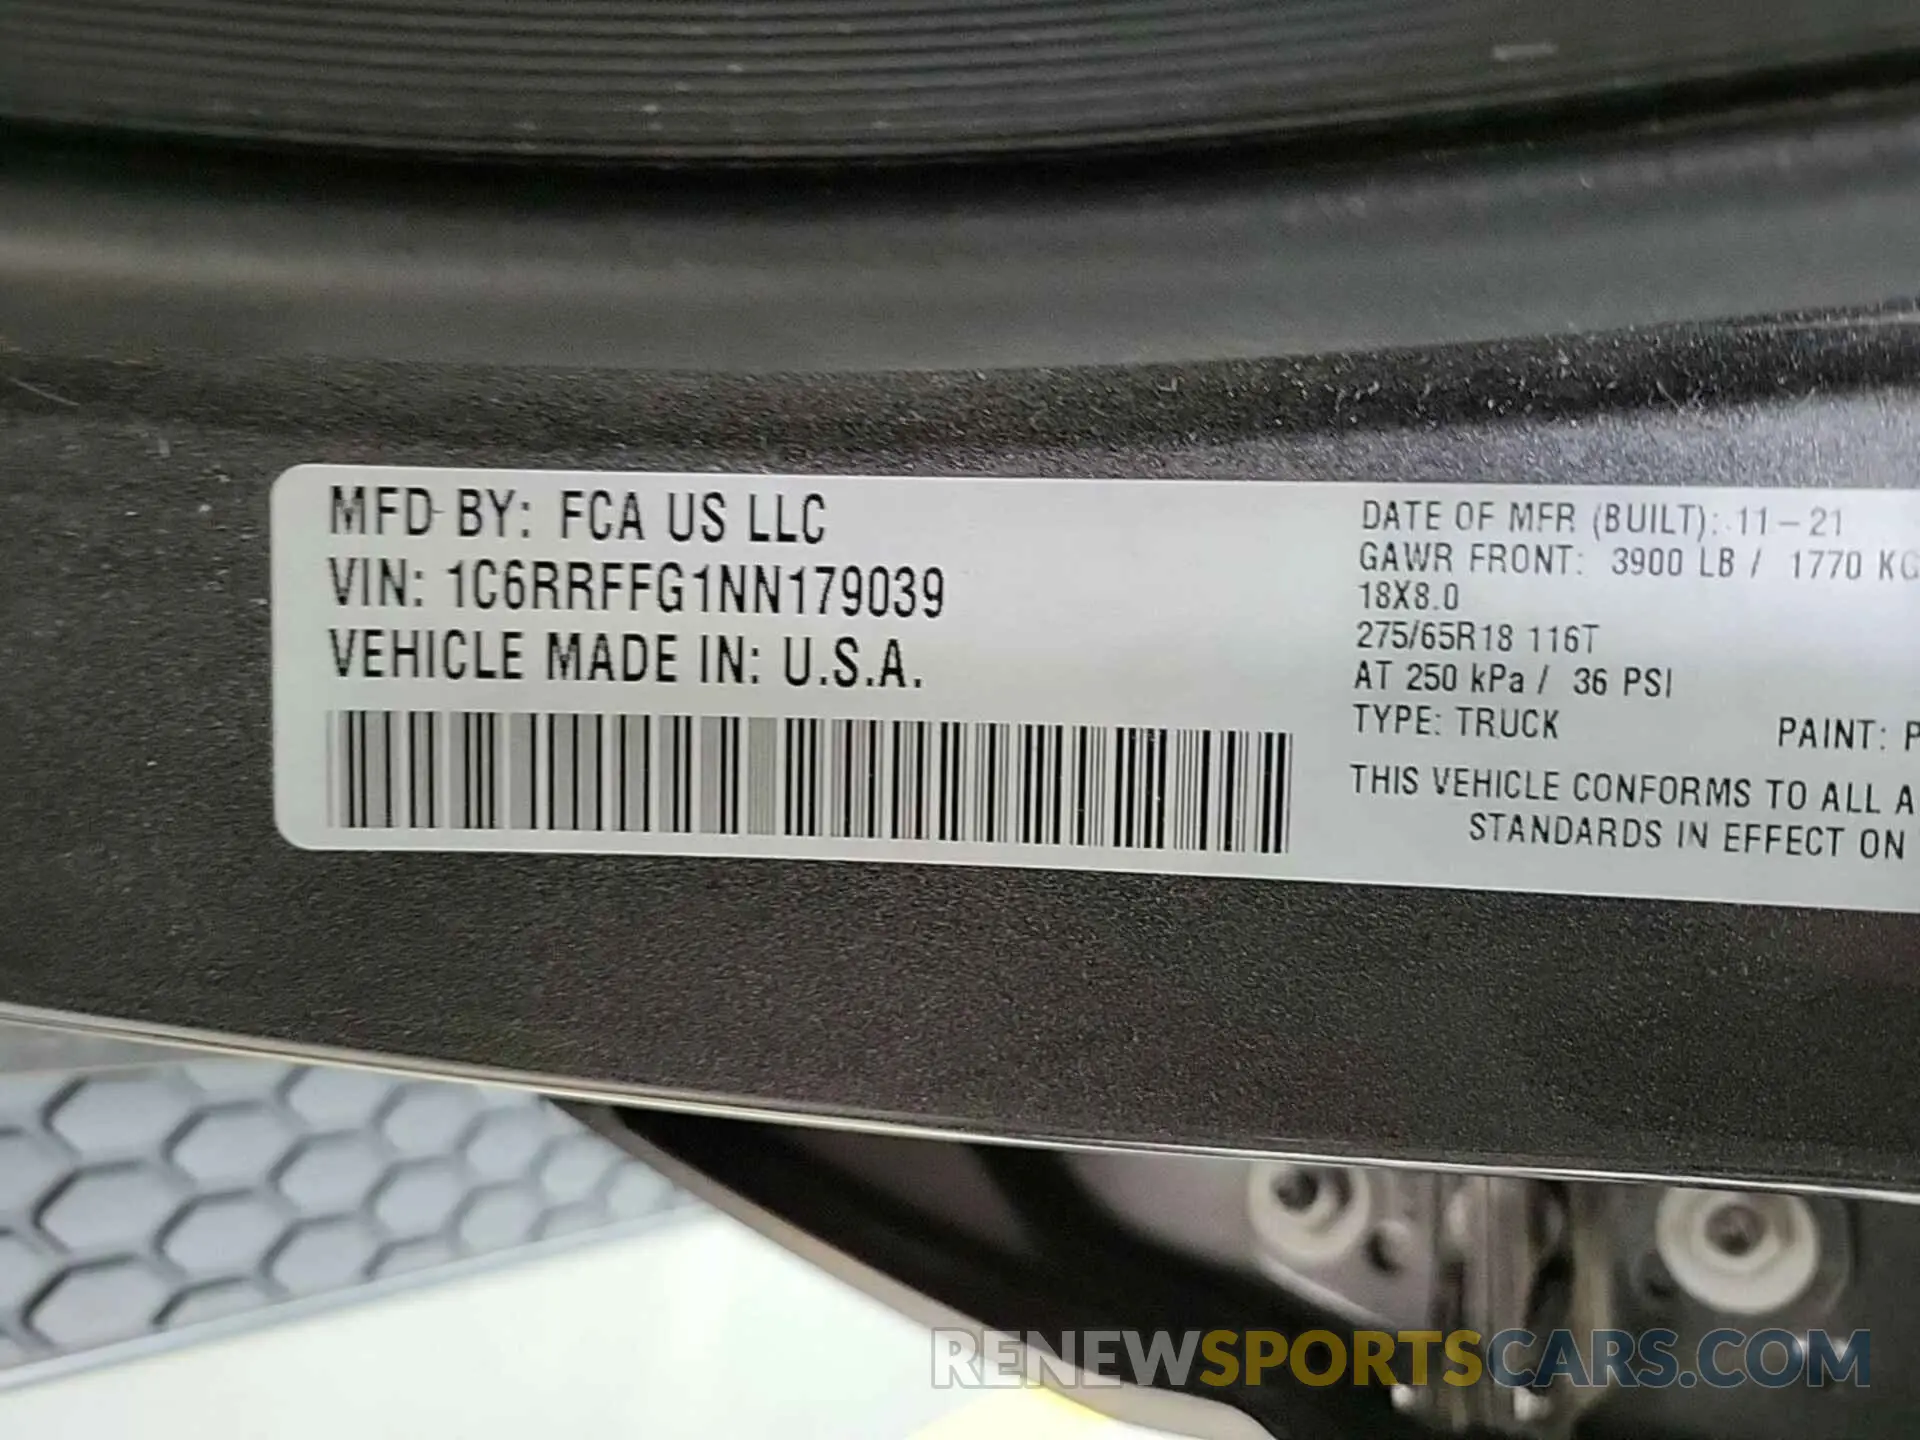 MFD BY: FCA US LLC
VIN: 1C6RRFFG1NN179039
VEHICLE MADE IN: U.S.A.
DATE OF MFR (BUILT): 11-21
GAWR FRONT: 3900 LB / 1770 KG
18X8.0
275/65R18 116T
AT 250 kPa / 36 PSI
TYPE: TRUCK PAINT: P
THIS VEHICLE CONFORMS TO ALL A
STANDARDS IN EFFECT ON
RENEWSPORTSCARS.COM